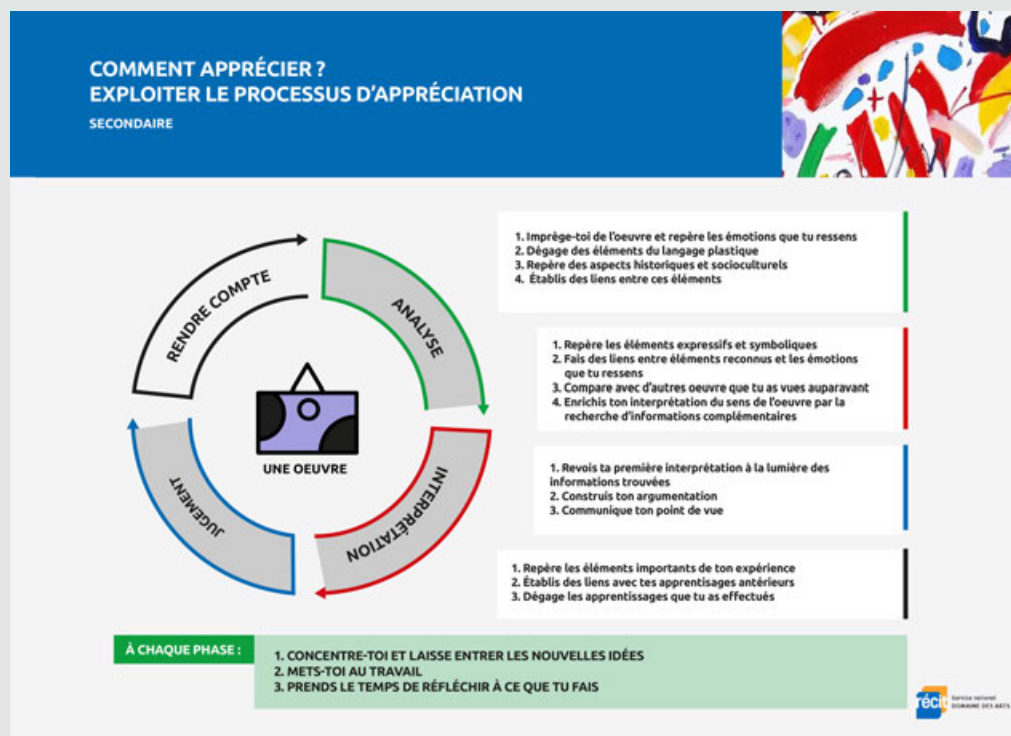 COMMENT APPRÉCIER ?
EXPLOITER LE PROCESSUS D'APPRÉCIATION
SECONDAIRE
RENDRE COMPTE
ANALYSE
INTERPRÉTATION
JUGEMENT
UNE OEUVRE
1. Imprègne-toi de l'oeuvre et repère les émotions que tu ressens
2. Dégage des éléments du langage plastique
3. Repère des aspects historiques et socioculturels
4. Établis des liens entre ces éléments
1. Repère les éléments expressifs et symboliques
2. Fais des liens entre éléments reconnus et les émotions
que tu ressens
3. Compare avec d'autres oeuvre que tu as vues auparavant
4. Enrichis ton interprétation du sens de l'oeuvre par la
recherche d'informations complémentaires
1. Revois ta première interprétation à la lumière des
informations trouvées
2. Construis ton argumentation
3. Communique ton point de vue
1. Repère les éléments importants de ton expérience
2. Établis des liens avec tes apprentisages antérieurs
3. Dégage les apprentissages que tu as effectués
À CHAQUE PHASE :
1. CONCENTRE-TOI ET LAISSE ENTRER LES NOUVELLES IDÉES
2. METS-TOI AU TRAVAIL
3. PRENDS LE TEMPS DE RÉFLÉCHIR À CE QUE TU FAIS
récit
Service national
DOMAINE DES ARTS